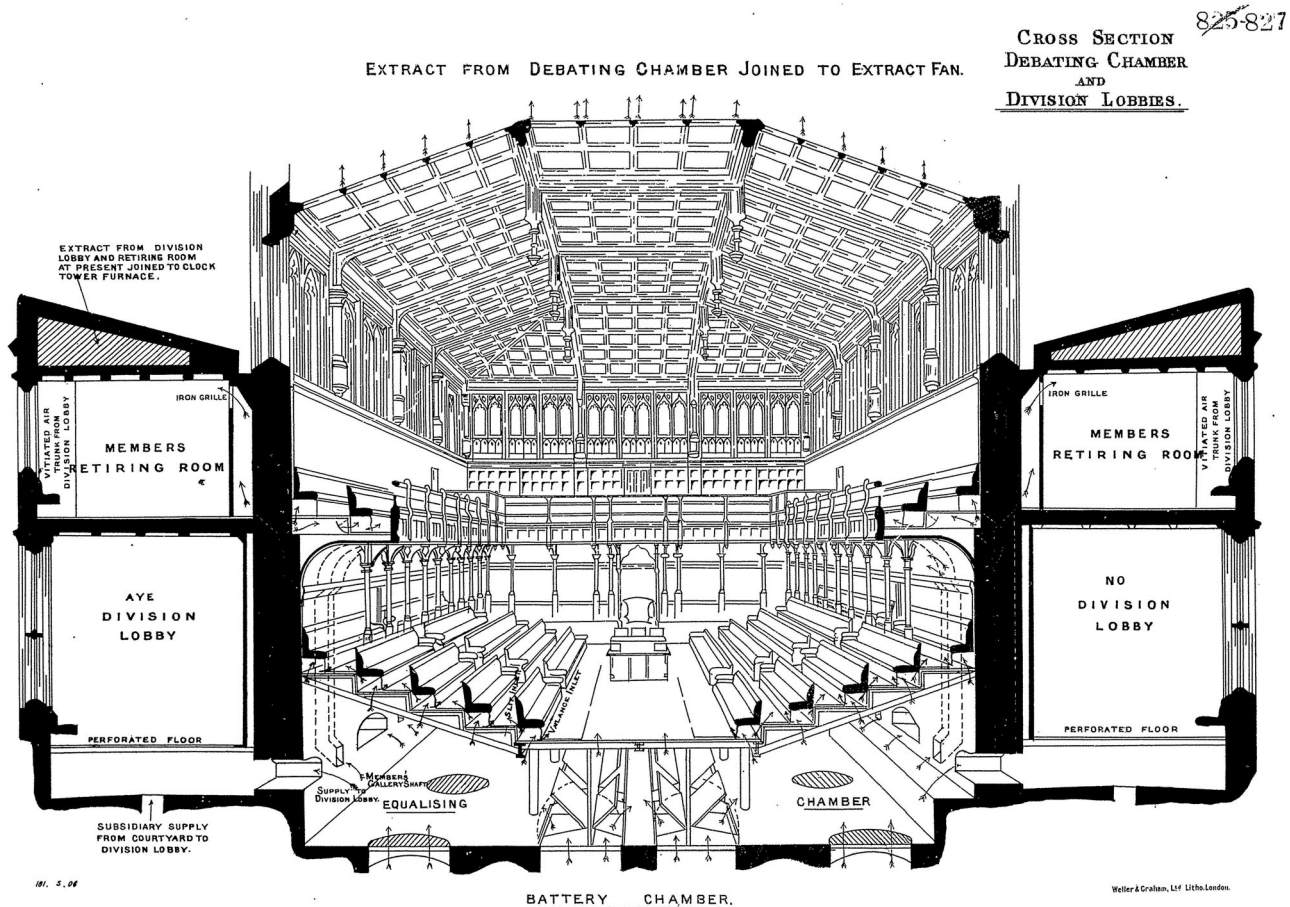 825-827
CROSS SECTION
DEBATING CHAMBER
AND
DIVISION LOBBIES.
EXTRACT FROM DEBATING CHAMBER JOINED TO EXTRACT FAN.
EXTRACT FROM DIVISION
LOBBY AND RETIRING ROOM
AT PRESENT JOINED TO CLOCK
TOWER FURNACE.
IRON GRILLE
VITIATED AIR
TRUNK FROM
DIVISION LOBBY
MEMBERS
RETIRING ROOM
IRON GRILLE
MEMBERS
RETIRING ROOM
VITIATED AIR
TRUNK FROM
DIVISION LOBBY
AYE
DIVISION
LOBBY
NO
DIVISION
LOBBY
SLIT INLET
VALANCE INLET
PERFORATED FLOOR
PERFORATED FLOOR
MEMBERS
GALLERY SHAFT
SUPPLY TO
DIVISION LOBBY.
EQUALISING
CHAMBER
SUBSIDIARY SUPPLY
FROM COURTYARD TO
DIVISION LOBBY.
BATTERY CHAMBER.
181. 5.06
Weller & Graham, Ltd Litho. London.